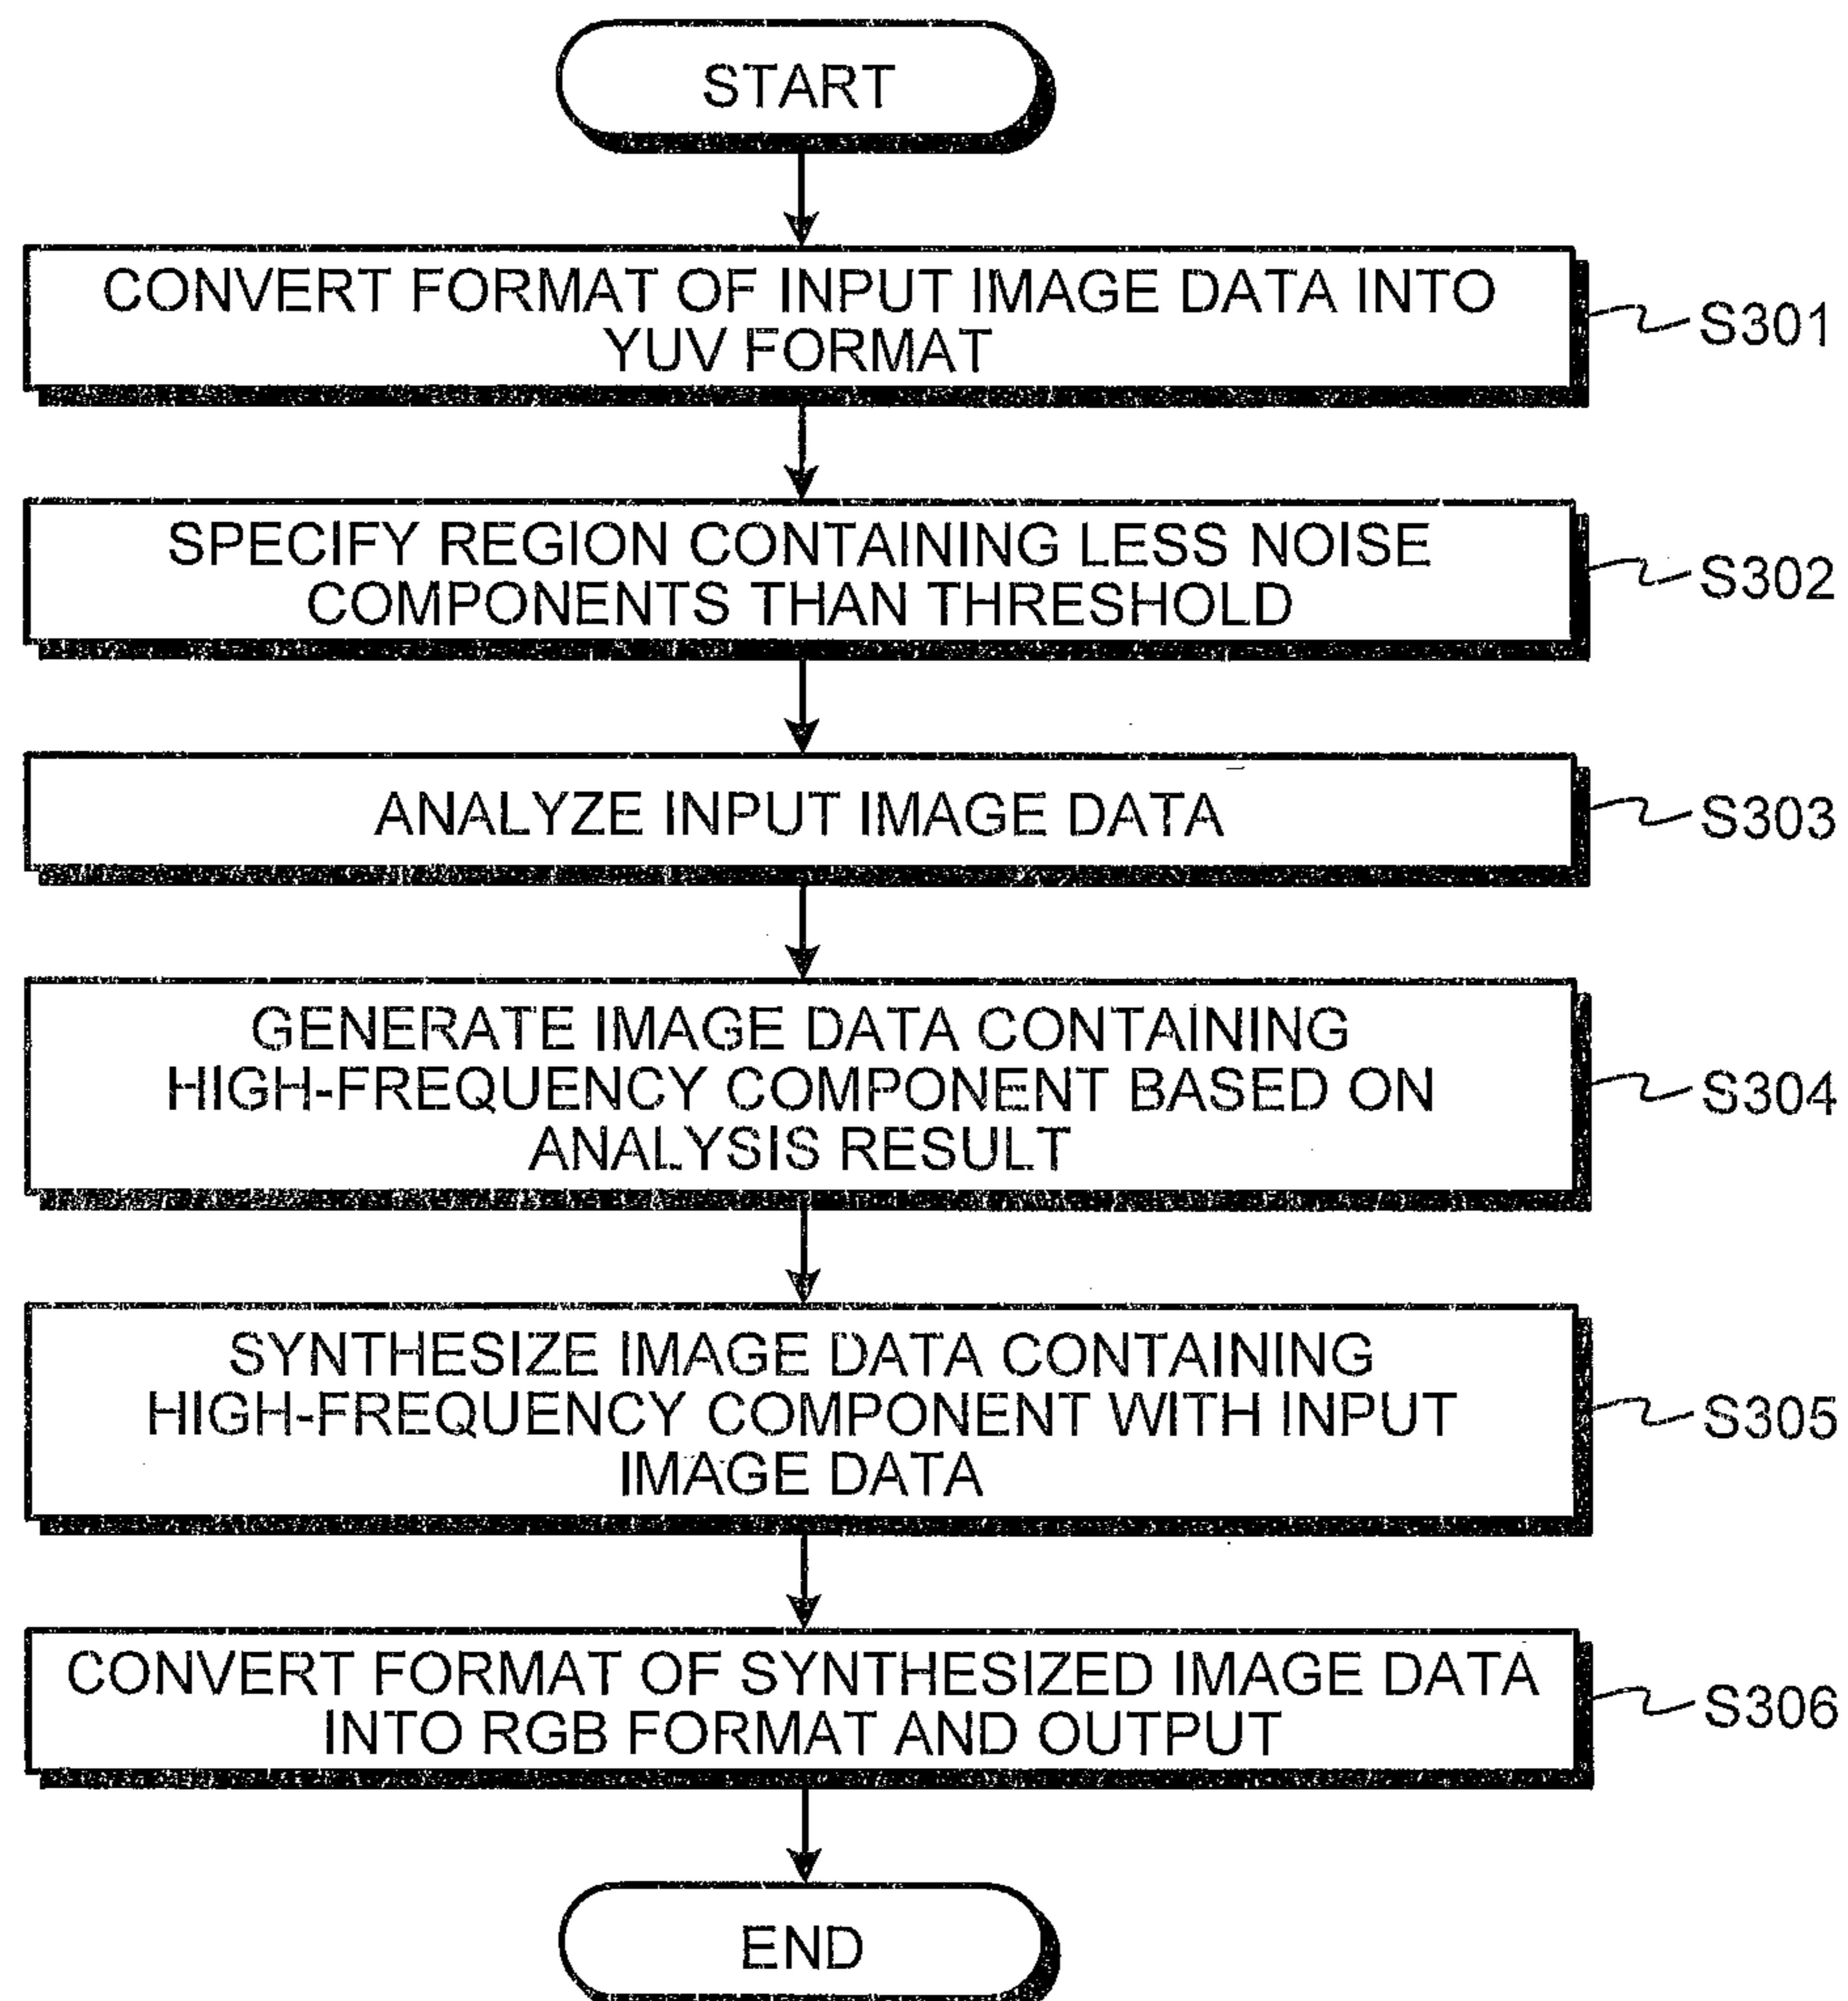 START
CONVERT FORMAT OF INPUT IMAGE DATA INTO
YUV FORMAT
S301
SPECIFY REGION CONTAINING LESS NOISE
COMPONENTS THAN THRESHOLD
S302
ANALYZE INPUT IMAGE DATA
S303
GENERATE IMAGE DATA CONTAINING
HIGH-FREQUENCY COMPONENT BASED ON
ANALYSIS RESULT
S304
SYNTHESIZE IMAGE DATA CONTAINING
HIGH-FREQUENCY COMPONENT WITH INPUT
IMAGE DATA
S305
CONVERT FORMAT OF SYNTHESIZED IMAGE DATA
INTO RGB FORMAT AND OUTPUT
S306
END